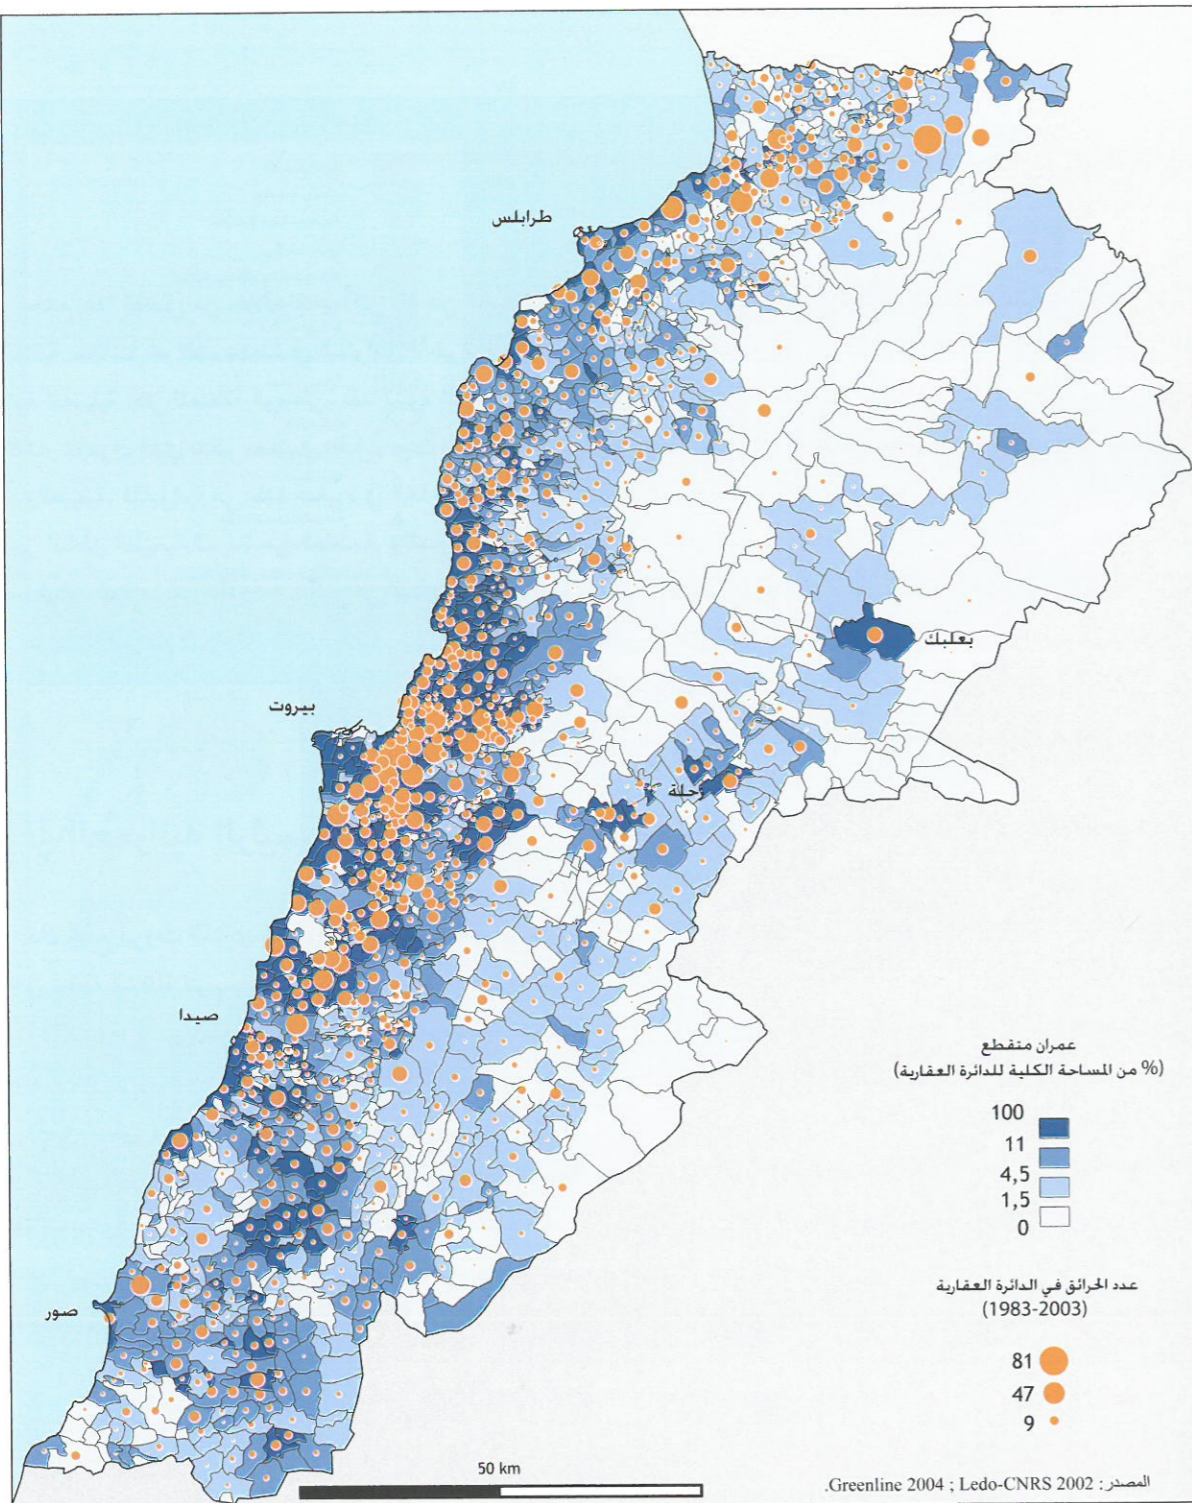 طرابلس
بعلبك
بيروت
زحلة
صيدا
صور
عمران متقطع
(% من المساحة الكلية للدائرة العقارية)
100
11
4,5
1,5
0
عدد الحرائق في الدائرة العقارية
(1983-2003)
81
47
9
50 km
المصدر: Greenline 2004 ; Ledo-CNRS 2002.